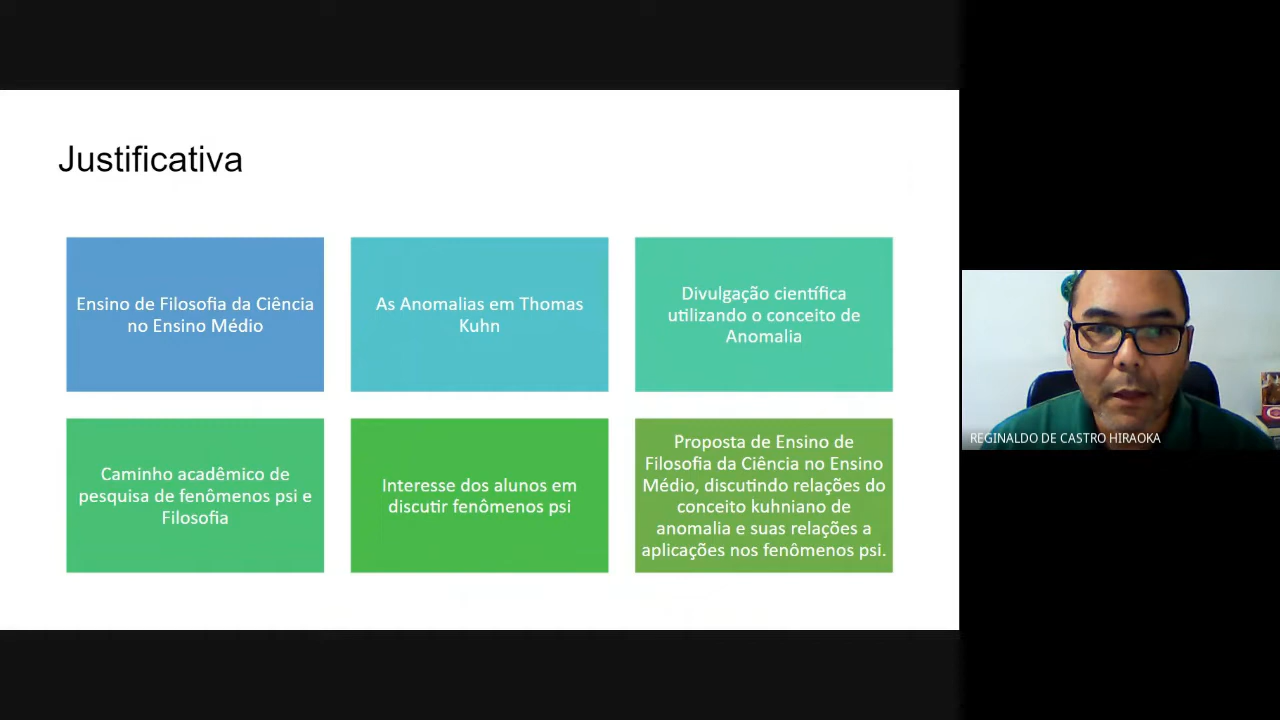 Justificativa
Ensino de Filosofia da Ciência
no Ensino Médio
As Anomalias em Thomas
Kuhn
Divulgação científica
utilizando o conceito de
Anomalia
Caminho acadêmico de
pesquisa de fenômenos psi e
Filosofia
Interesse dos alunos em
discutir fenômenos psi
Proposta de Ensino de
Filosofia da Ciência no Ensino
Médio, discutindo relações do
conceito kuhniano de
anomalia e suas relações a
aplicações nos fenômenos psi.
REGINALDO DE CASTRO HIRAOKA